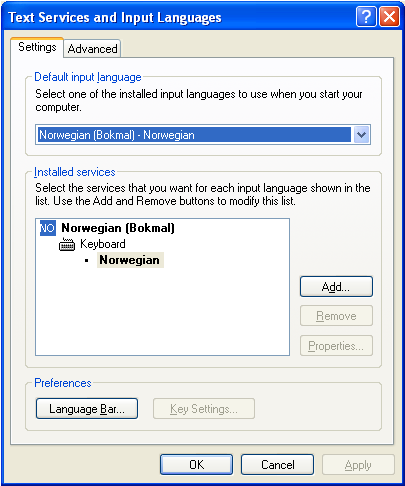 Text Services and Input Languages
Settings
Advanced
Default input language
Select one of the installed input languages to use when you start your
computer.
Norwegian (Bokmal) - Norwegian
Installed services
Select the services that you want for each input language shown in the
list. Use the Add and Remove buttons to modify this list.
NO Norwegian (Bokmal)
Keyboard
• Norwegian
Add...
Remove
Properties...
Preferences
Language Bar...
Key Settings...
OK
Cancel
Apply